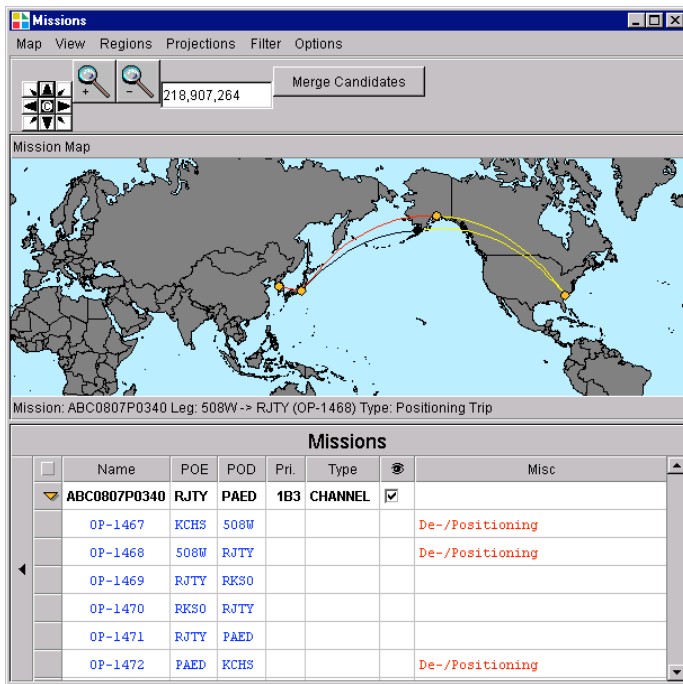 Missions
Map View Regions Projections Filter Options
C + - 218,907,264 Merge Candidates
Mission Map
Mission: ABC0807P0340 Leg: 508W -> RJTY (OP-1468) Type: Positioning Trip
Missions
Name POE POD Pri. Type Misc
ABC0807P0340 RJTY PAED 1B3 CHANNEL
OP-1467 KCHS 508W De-/Positioning
OP-1468 508W RJTY De-/Positioning
OP-1469 RJTY RKSO
OP-1470 RKSO RJTY
OP-1471 RJTY PAED
OP-1472 PAED KCHS De-/Positioning